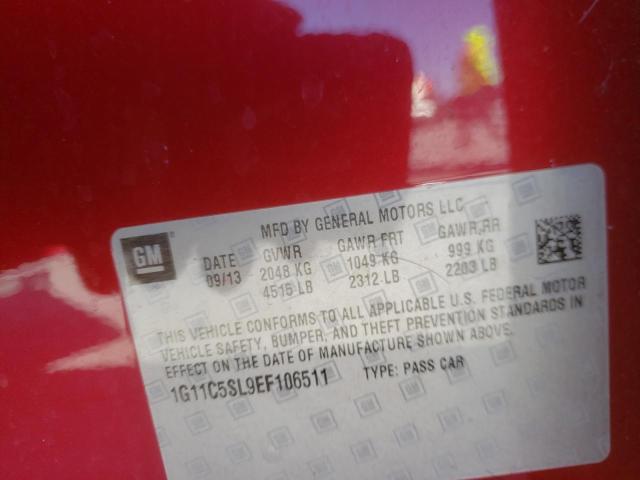 MFD BY GENERAL MOTORS LLC
GM
DATE GVWR GAWR FRT GAWR RR
09/13 2048 KG 1049 KG 999 KG
4515 LB 2312 LB 2203 LB
THIS VEHICLE CONFORMS TO ALL APPLICABLE U.S. FEDERAL MOTOR
VEHICLE SAFETY, BUMPER, AND THEFT PREVENTION STANDARDS IN
EFFECT ON THE DATE OF MANUFACTURE SHOWN ABOVE.
1G11C5SL9EF106511 TYPE: PASS CAR